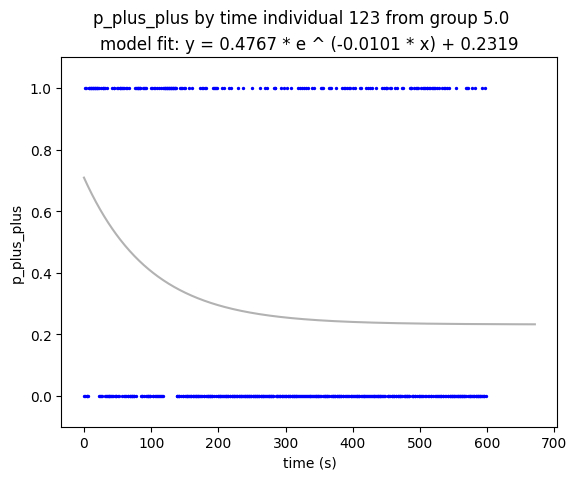 p_plus_plus by time individual 123 from group 5.0
model fit: y = 0.4767 * e ^ (-0.0101 * x) + 0.2319
1.0
0.8
0.6
0.4
0.2
0.0
p_plus_plus
0 100 200 300 400 500 600 700
time (s)